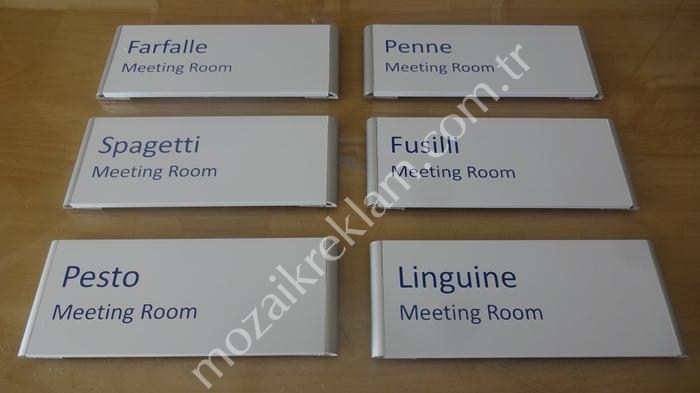 Farfalle
Meeting Room
Penne
Meeting Room
Spagetti
Meeting Room
Fusilli
Meeting Room
Pesto
Meeting Room
Linguine
Meeting Room
mozaikreklam.com.tr